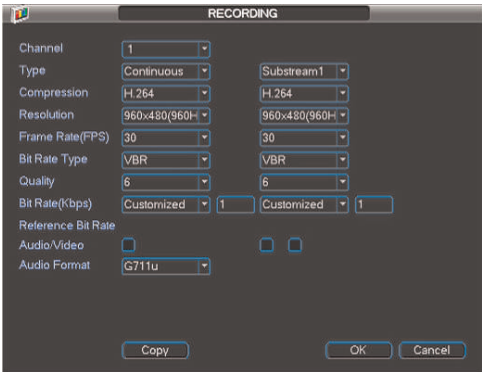 RECORDING
Channel 1
Type Continuous Substream1
Compression H.264 H.264
Resolution 960x480(960H 960x480(960H
Frame Rate(FPS) 30 30
Bit Rate Type VBR VBR
Quality 6 6
Bit Rate(Kbps) Customized 1 Customized 1
Reference Bit Rate
Audio/Video
Audio Format G711u
Copy OK Cancel